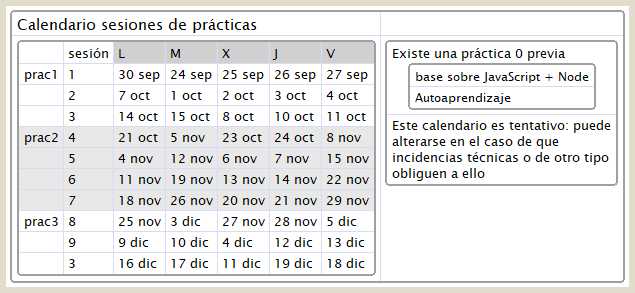 Calendario sesiones de prácticas
sesión L M X J V
prac1 1 30 sep 24 sep 25 sep 26 sep 27 sep
2 7 oct 1 oct 2 oct 3 oct 4 oct
3 14 oct 15 oct 8 oct 10 oct 11 oct
prac2 4 21 oct 5 nov 23 oct 24 oct 8 nov
5 4 nov 12 nov 6 nov 7 nov 15 nov
6 11 nov 19 nov 13 nov 14 nov 22 nov
7 18 nov 26 nov 20 nov 21 nov 29 nov
prac3 8 25 nov 3 dic 27 nov 28 nov 5 dic
9 9 dic 10 dic 4 dic 12 dic 13 dic
3 16 dic 17 dic 11 dic 19 dic 18 dic
Existe una práctica 0 previa
base sobre JavaScript + Node
Autoaprendizaje
Este calendario es tentativo: puede
alterarse en el caso de que
incidencias técnicas o de otro tipo
obliguen a ello